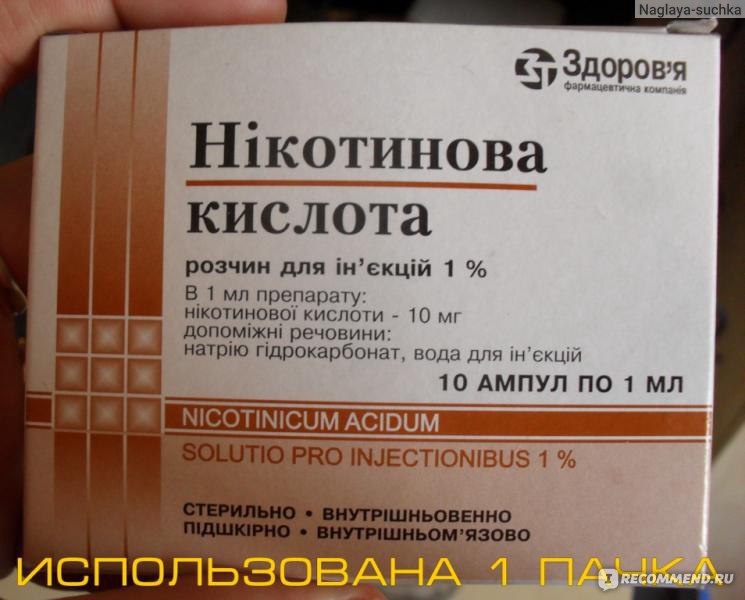 Naglaya-suchka
ЗТ Здоров'я
фармацевтична компанія
Нікотинова
кислота
розчин для ін'єкцій 1 %
В 1 мл препарату:
нікотинової кислоти - 10 мг
допоміжні речовини:
натрію гідрокарбонат, вода для ін'єкцій
10 АМПУЛ ПО 1 МЛ
NICOTINICUM ACIDUM
SOLUTIO PRO INJECTIONIBUS 1 %
СТЕРИЛЬНО • ВНУТРІШНЬОВЕННО
ПІДШКІРНО • ВНУТРІШНЬОМ'ЯЗОВО
ИСПОЛЬЗОВАНА 1 ПАЧКА
IRECOMMEND.RU